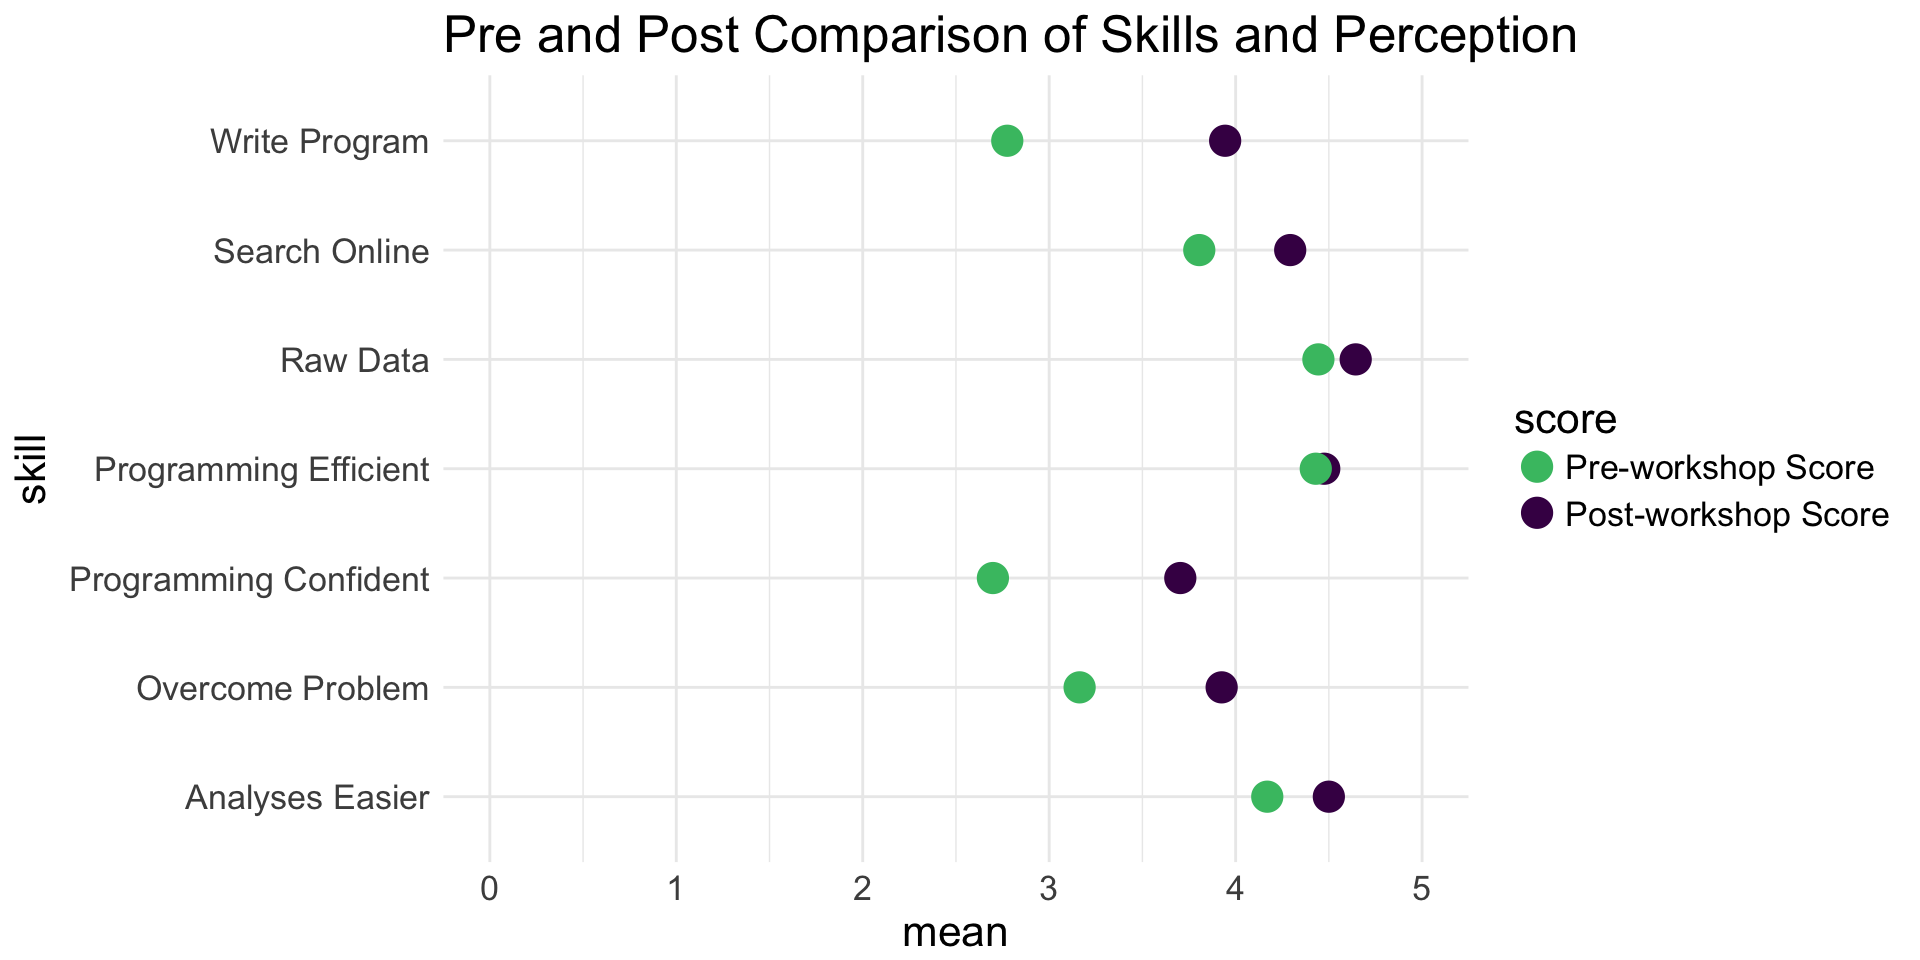 Pre and Post Comparison of Skills and Perception
skill
Write Program
Search Online
Raw Data
Programming Efficient
Programming Confident
Overcome Problem
Analyses Easier
0 1 2 3 4 5
mean
score
Pre-workshop Score
Post-workshop Score